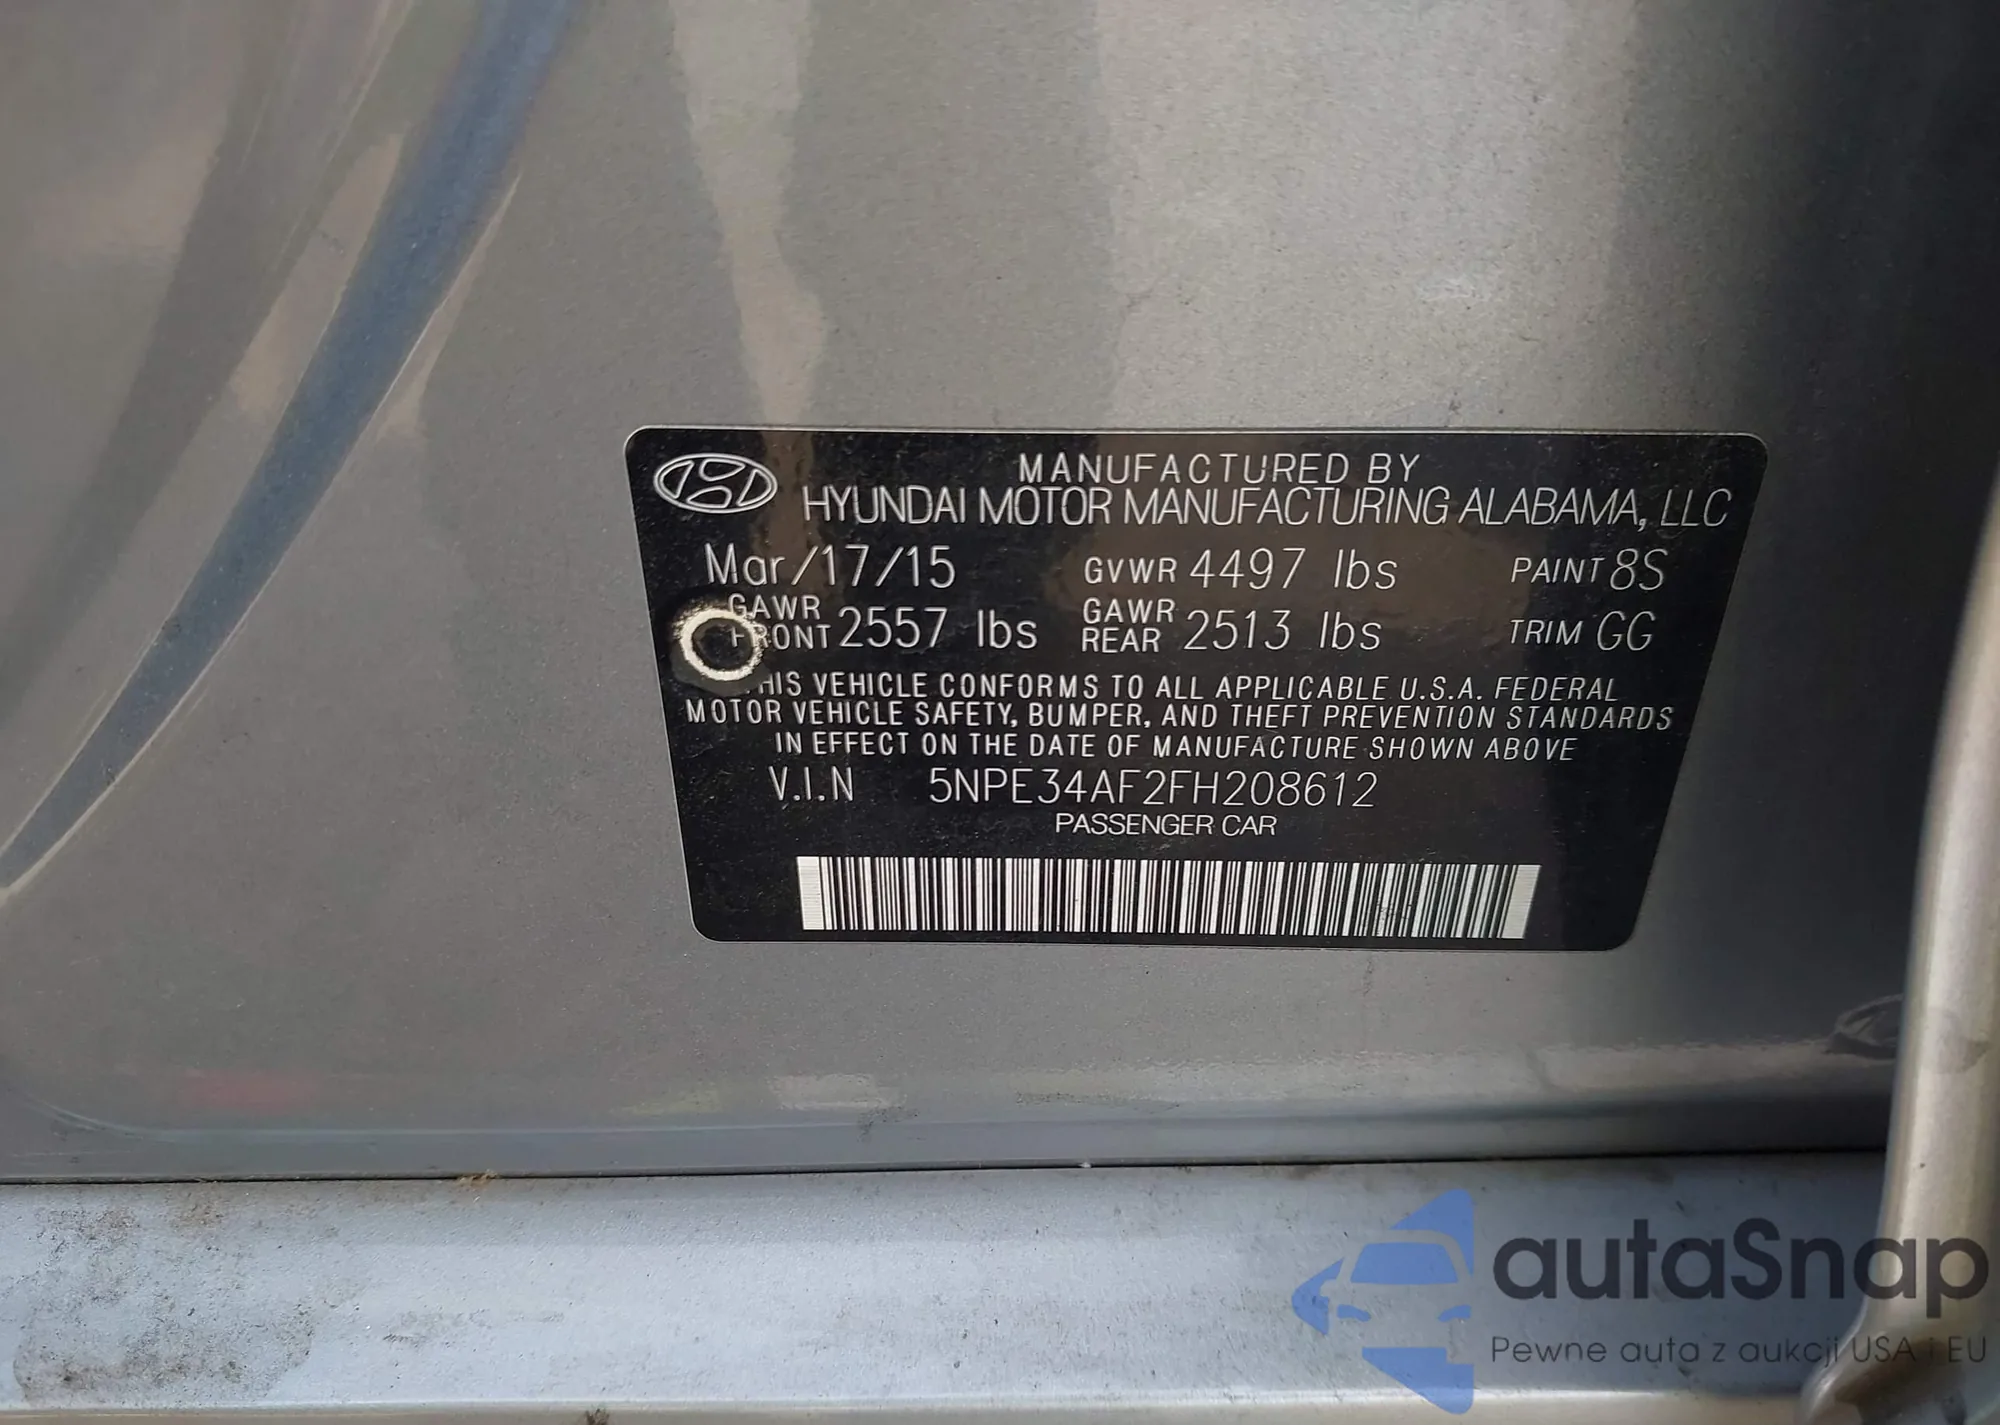 MANUFACTURED BY
HYUNDAI MOTOR MANUFACTURING ALABAMA, LLC
Mar/17/15 GVWR 4497 lbs PAINT 8S
GAWR FRONT 2557 lbs GAWR REAR 2513 lbs TRIM GG
THIS VEHICLE CONFORMS TO ALL APPLICABLE U.S.A. FEDERAL
MOTOR VEHICLE SAFETY, BUMPER, AND THEFT PREVENTION STANDARDS
IN EFFECT ON THE DATE OF MANUFACTURE SHOWN ABOVE
V.I.N 5NPE34AF2FH208612
PASSENGER CAR
autaSnap
Pewne auta z aukcji USA i EU